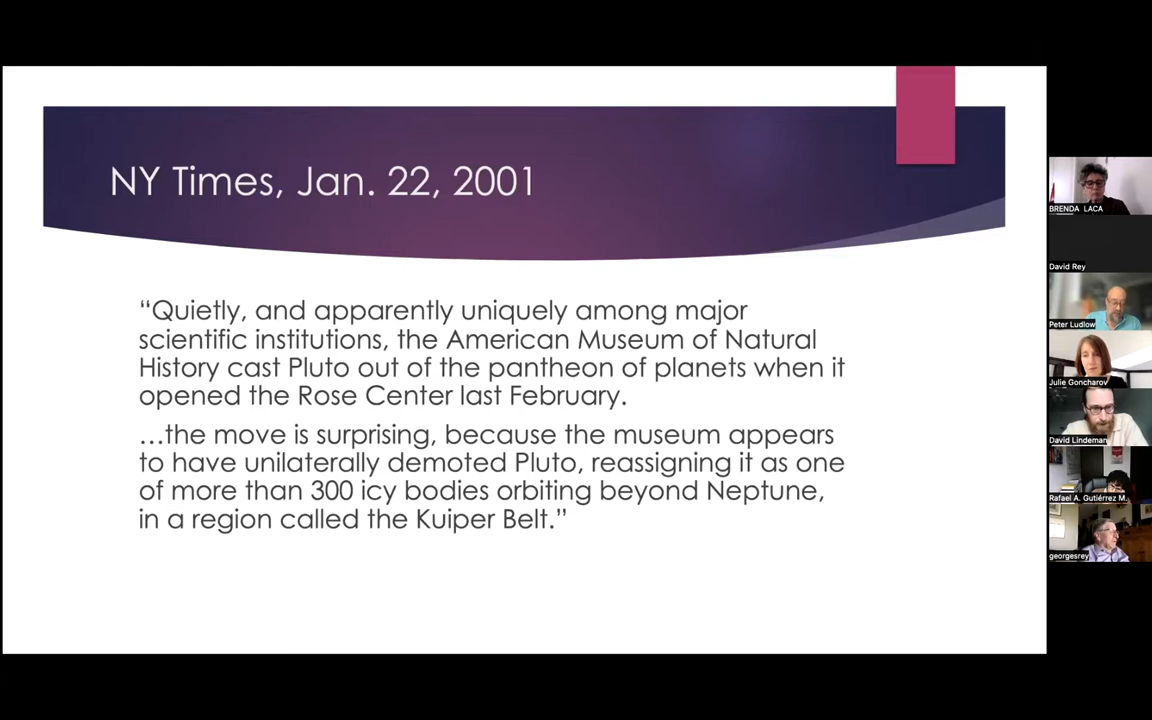 NY Times, Jan. 22, 2001
“Quietly, and apparently uniquely among major
scientific institutions, the American Museum of Natural
History cast Pluto out of the pantheon of planets when it
opened the Rose Center last February.
…the move is surprising, because the museum appears
to have unilaterally demoted Pluto, reassigning it as one
of more than 300 icy bodies orbiting beyond Neptune,
in a region called the Kuiper Belt.”
BRENDA LACA
David Rey
Peter Ludlow
Julie Goncharov
David Lindeman
Rafael A. Gutiérrez M.
georgesrey